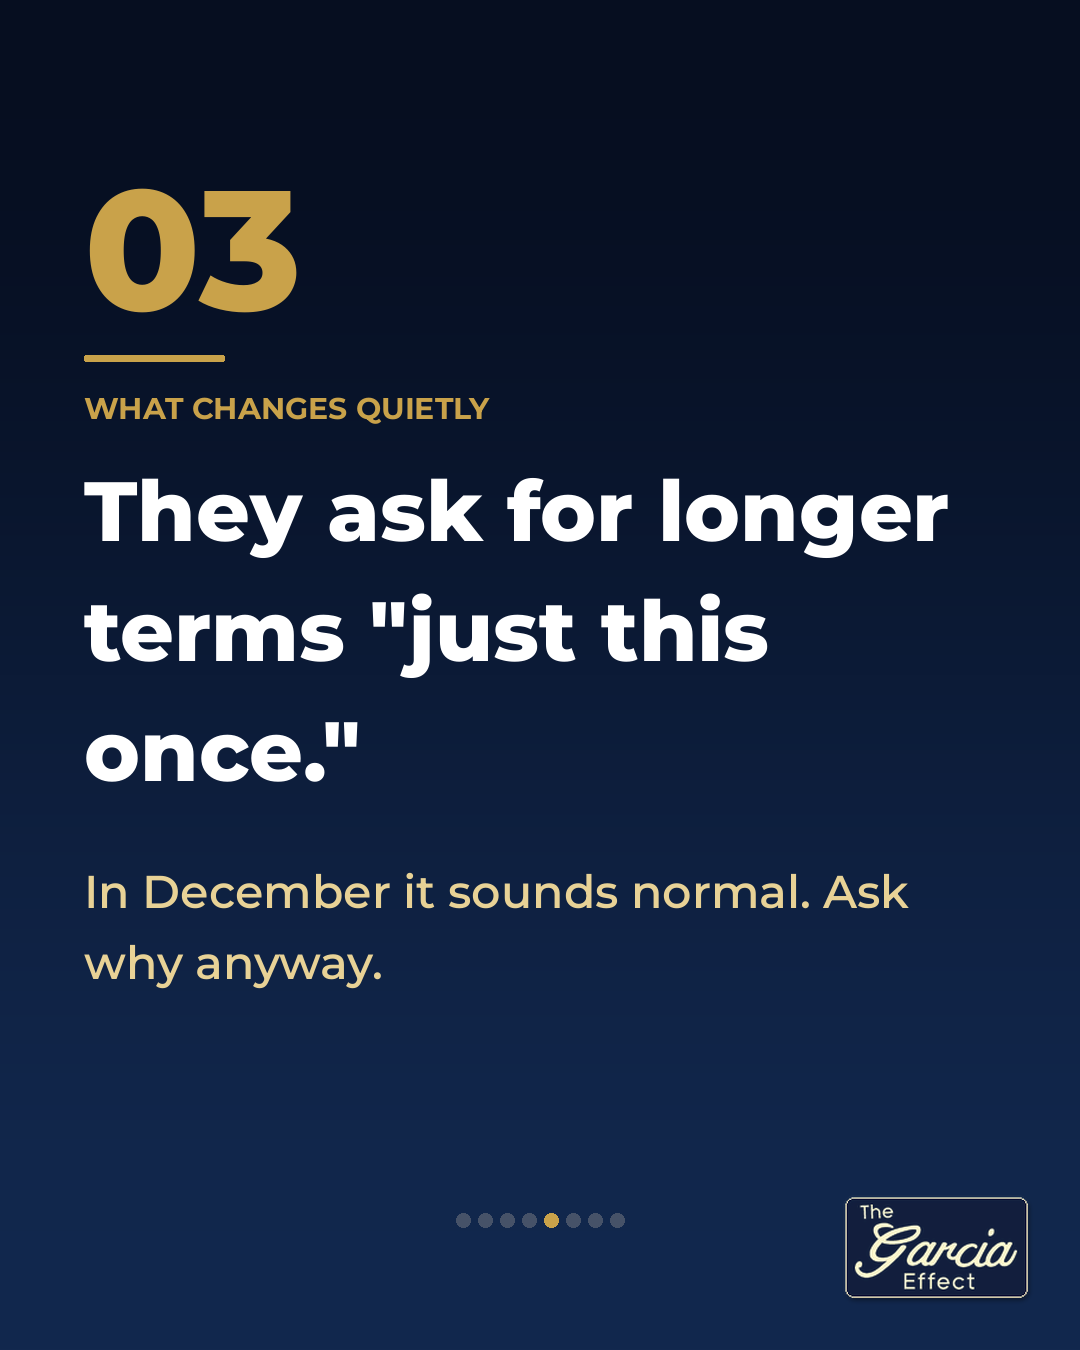 03
WHAT CHANGES QUIETLY
They ask for longer
terms "just this
once."
In December it sounds normal. Ask
why anyway.
The
Garcia
Effect